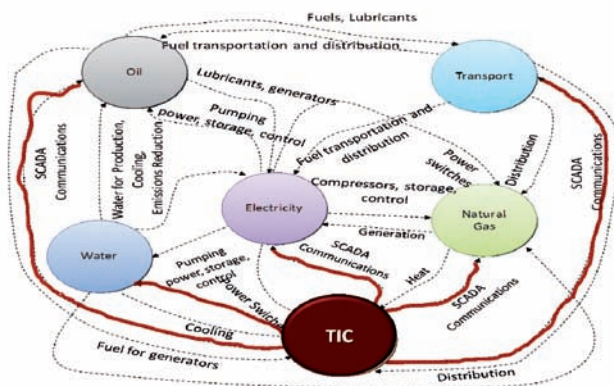 Fuels, Lubricants
Fuel transportation and distribution
Oil
Transport
Lubricants, generators
Pumping
power, storage, control
Fuel transportation and
distribution
Power
switches
Distribution
SCADA
Communications
SCADA
Communications
Water for Production,
Cooling,
Emissions Reduction
Compressors, storage,
control
Electricity
Natural
Gas
Generation
Water
Pumping
power, storage,
control
SCADA
Communications
Heat
SCADA
Communications
Power Swich
TIC
Cooling
Fuel for generators
Distribution